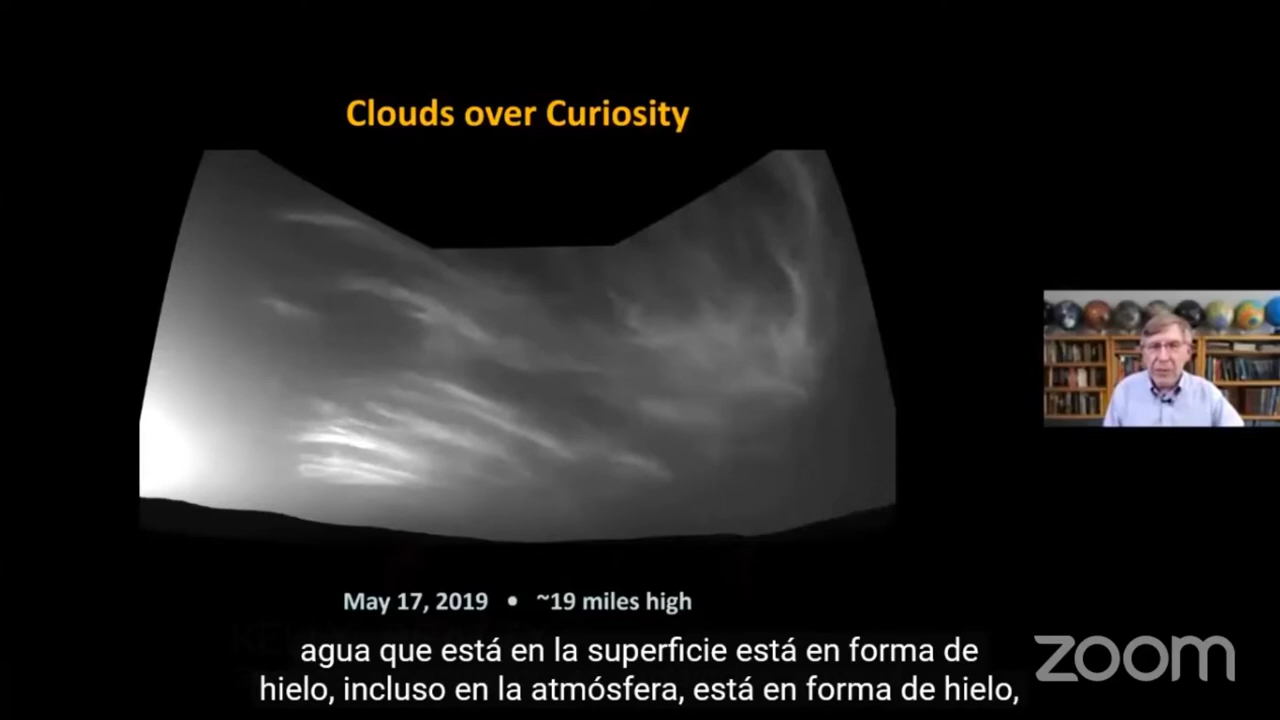 Clouds over Curiosity
May 17, 2019 • ~19 miles high
agua que está en la superficie está en forma de
hielo, incluso en la atmósfera, está en forma de hielo,
zoom